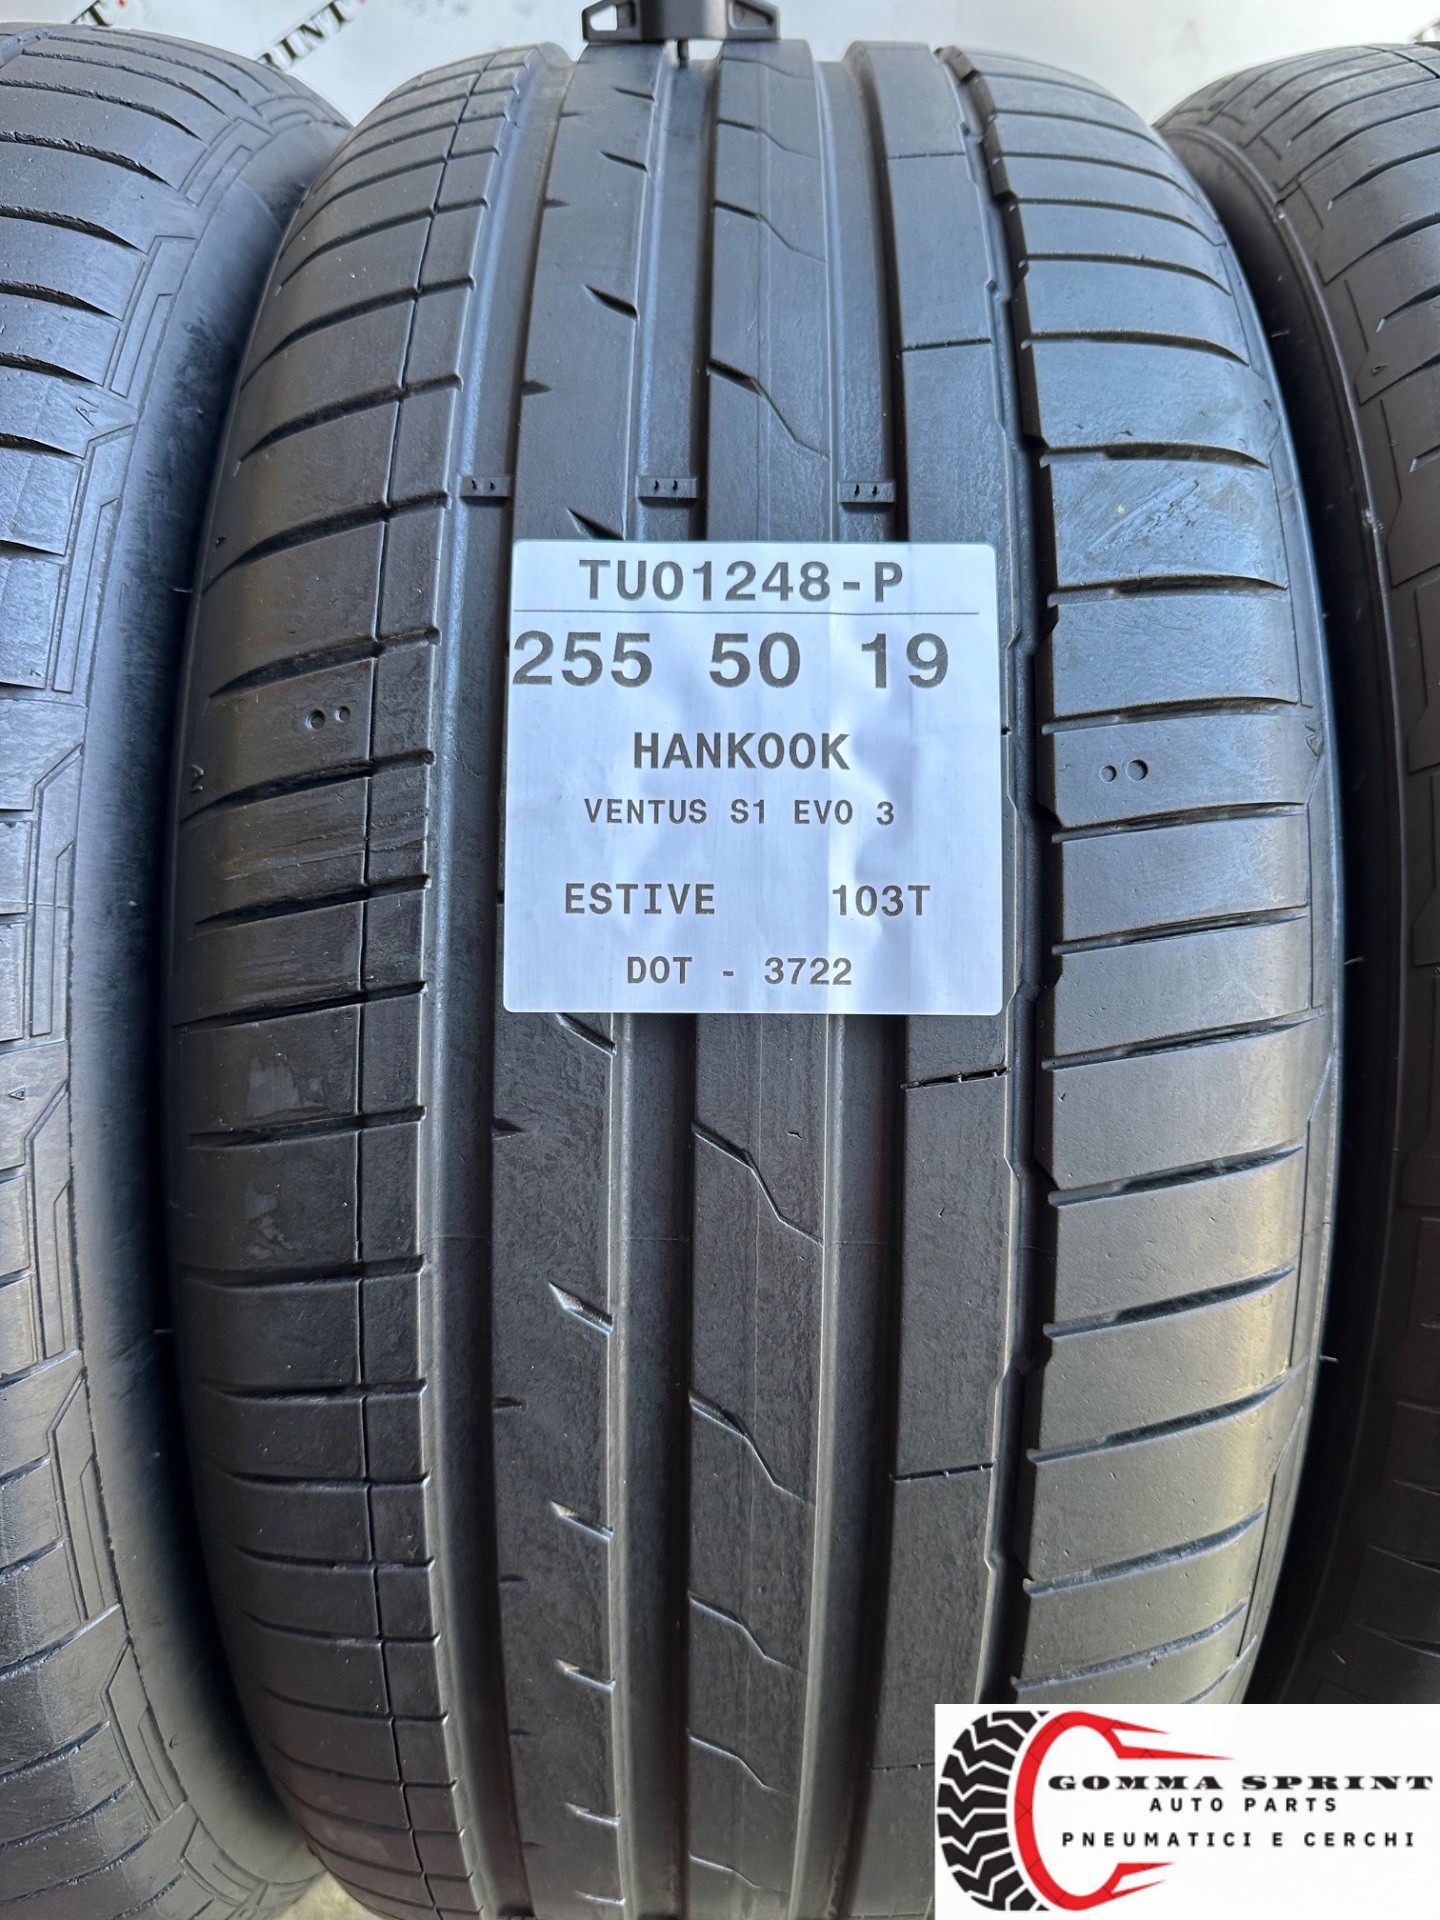 RINT
TU01248-P
255 50 19
HANKOOK
VENTUS S1 EVO 3
ESTIVE 103T
DOT - 3722
GOMMA SPRINT
AUTO PARTS
PNEUMATICI E CERCHI